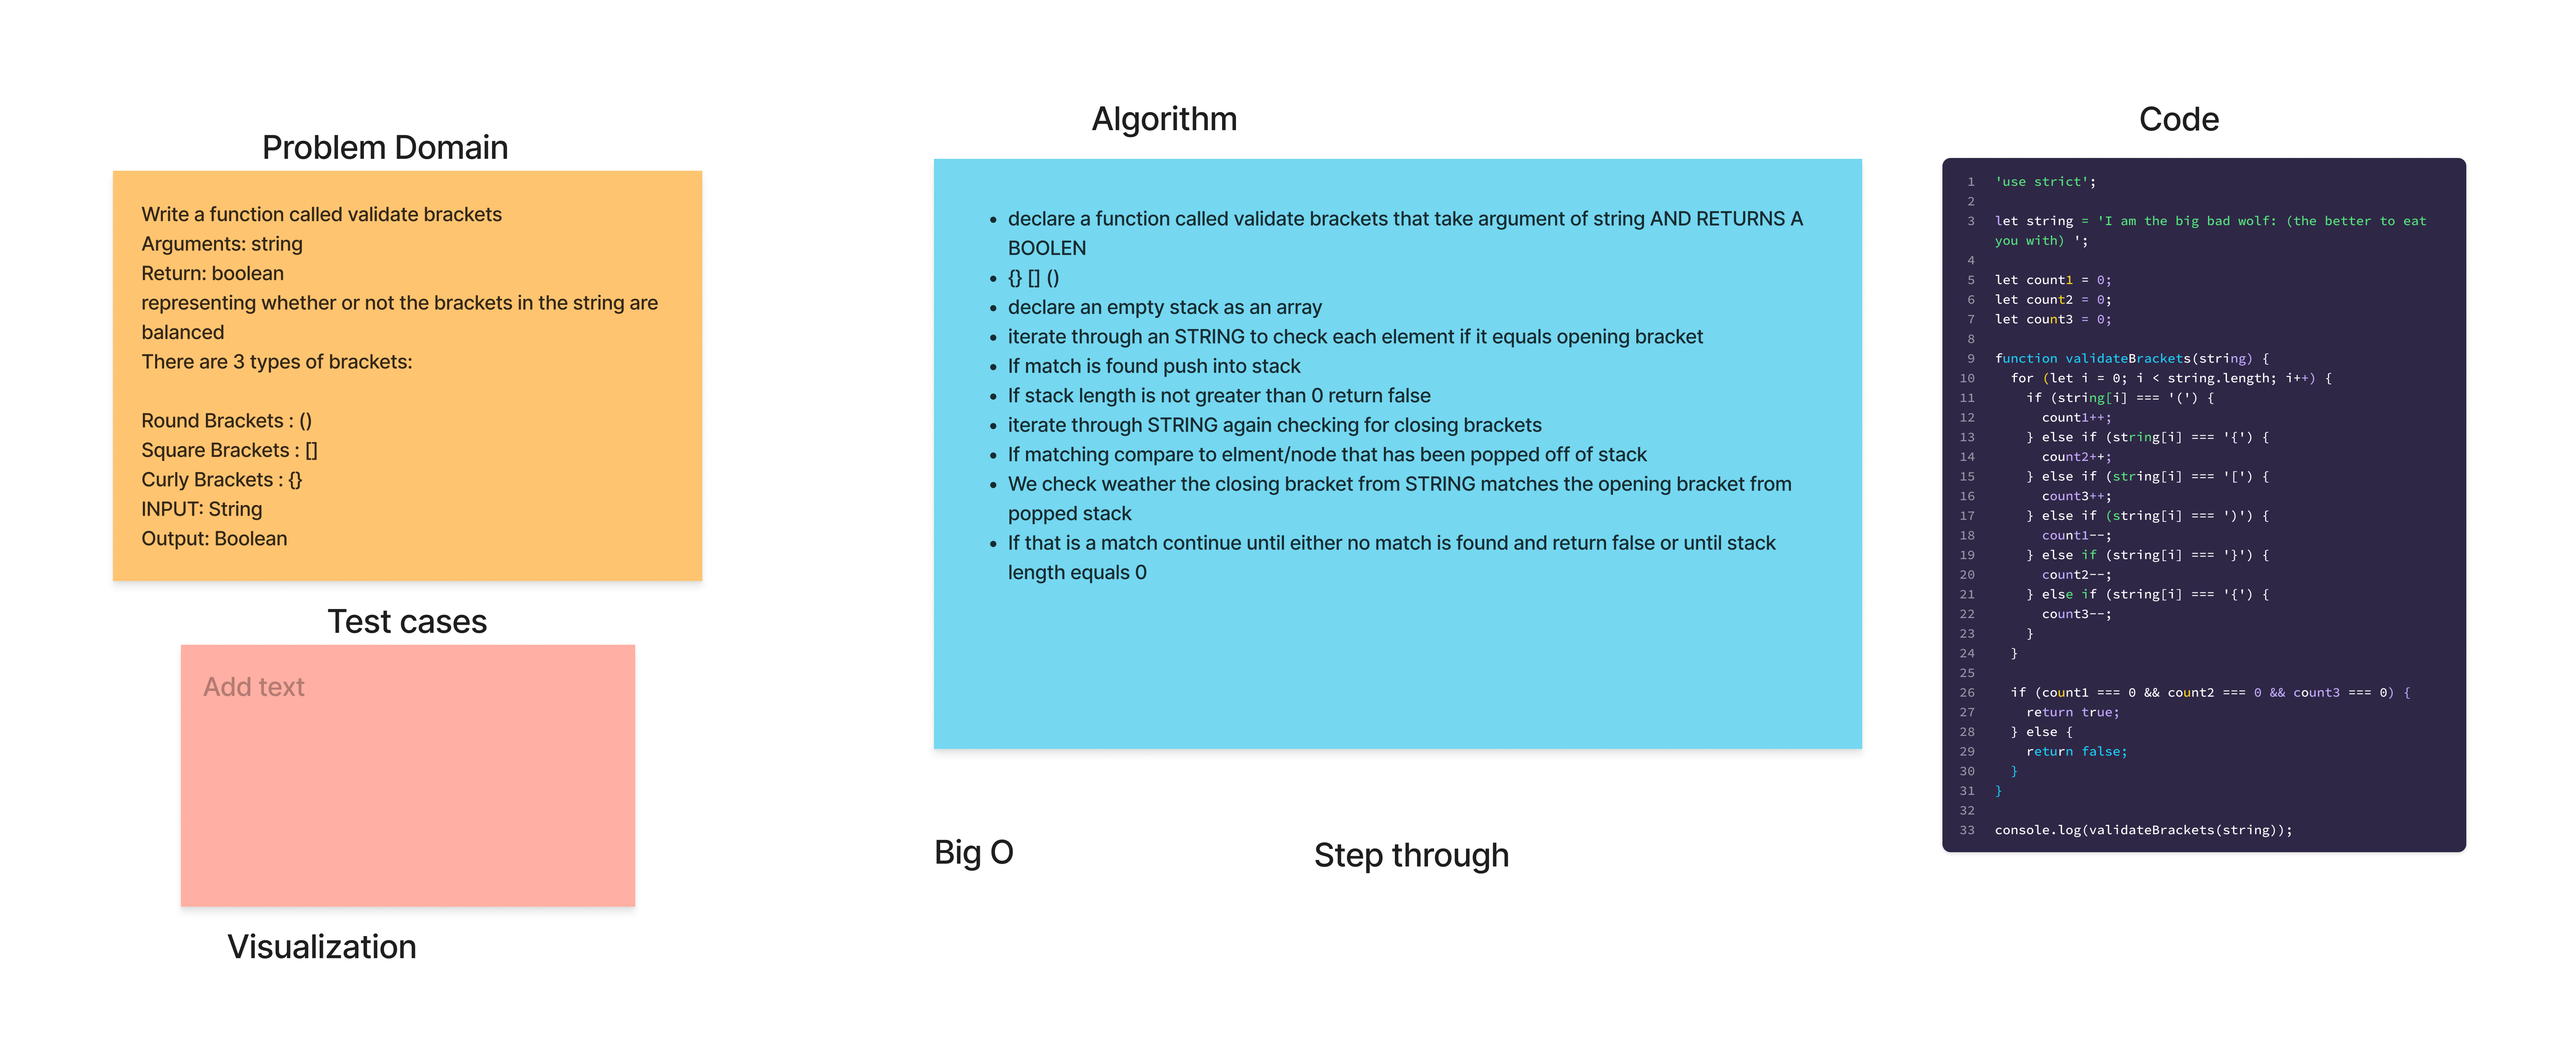 Problem Domain
Write a function called validate brackets
Arguments: string
Return: boolean
representing whether or not the brackets in the string are
balanced
There are 3 types of brackets:
Round Brackets : ()
Square Brackets : []
Curly Brackets : {}
INPUT: String
Output: Boolean
Test cases
Add text
Visualization
Algorithm
• declare a function called validate brackets that take argument of string AND RETURNS A
BOOLEN
• {} [] ()
• declare an empty stack as an array
• iterate through an STRING to check each element if it equals opening bracket
• If match is found push into stack
• If stack length is not greater than 0 return false
• iterate through STRING again checking for closing brackets
• If matching compare to elment/node that has been popped off of stack
• We check weather the closing bracket from STRING matches the opening bracket from
popped stack
• If that is a match continue until either no match is found and return false or until stack
length equals 0
Big O
Step through
Code
1 'use strict';
2
3 let string = 'I am the big bad wolf: (the better to eat
you with) ';
4
5 let count1 = 0;
6 let count2 = 0;
7 let count3 = 0;
8
9 function validateBrackets(string) {
10   for (let i = 0; i < string.length; i++) {
11     if (string[i] === '(') {
12       count1++;
13     } else if (string[i] === '{') {
14       count2++;
15     } else if (string[i] === '[') {
16       count3++;
17     } else if (string[i] === ')') {
18       count1--;
19     } else if (string[i] === '}') {
20       count2--;
21     } else if (string[i] === '{') {
22       count3--;
23     }
24   }
25
26   if (count1 === 0 && count2 === 0 && count3 === 0) {
27     return true;
28   } else {
29     return false;
30   }
31 }
32
33 console.log(validateBrackets(string));